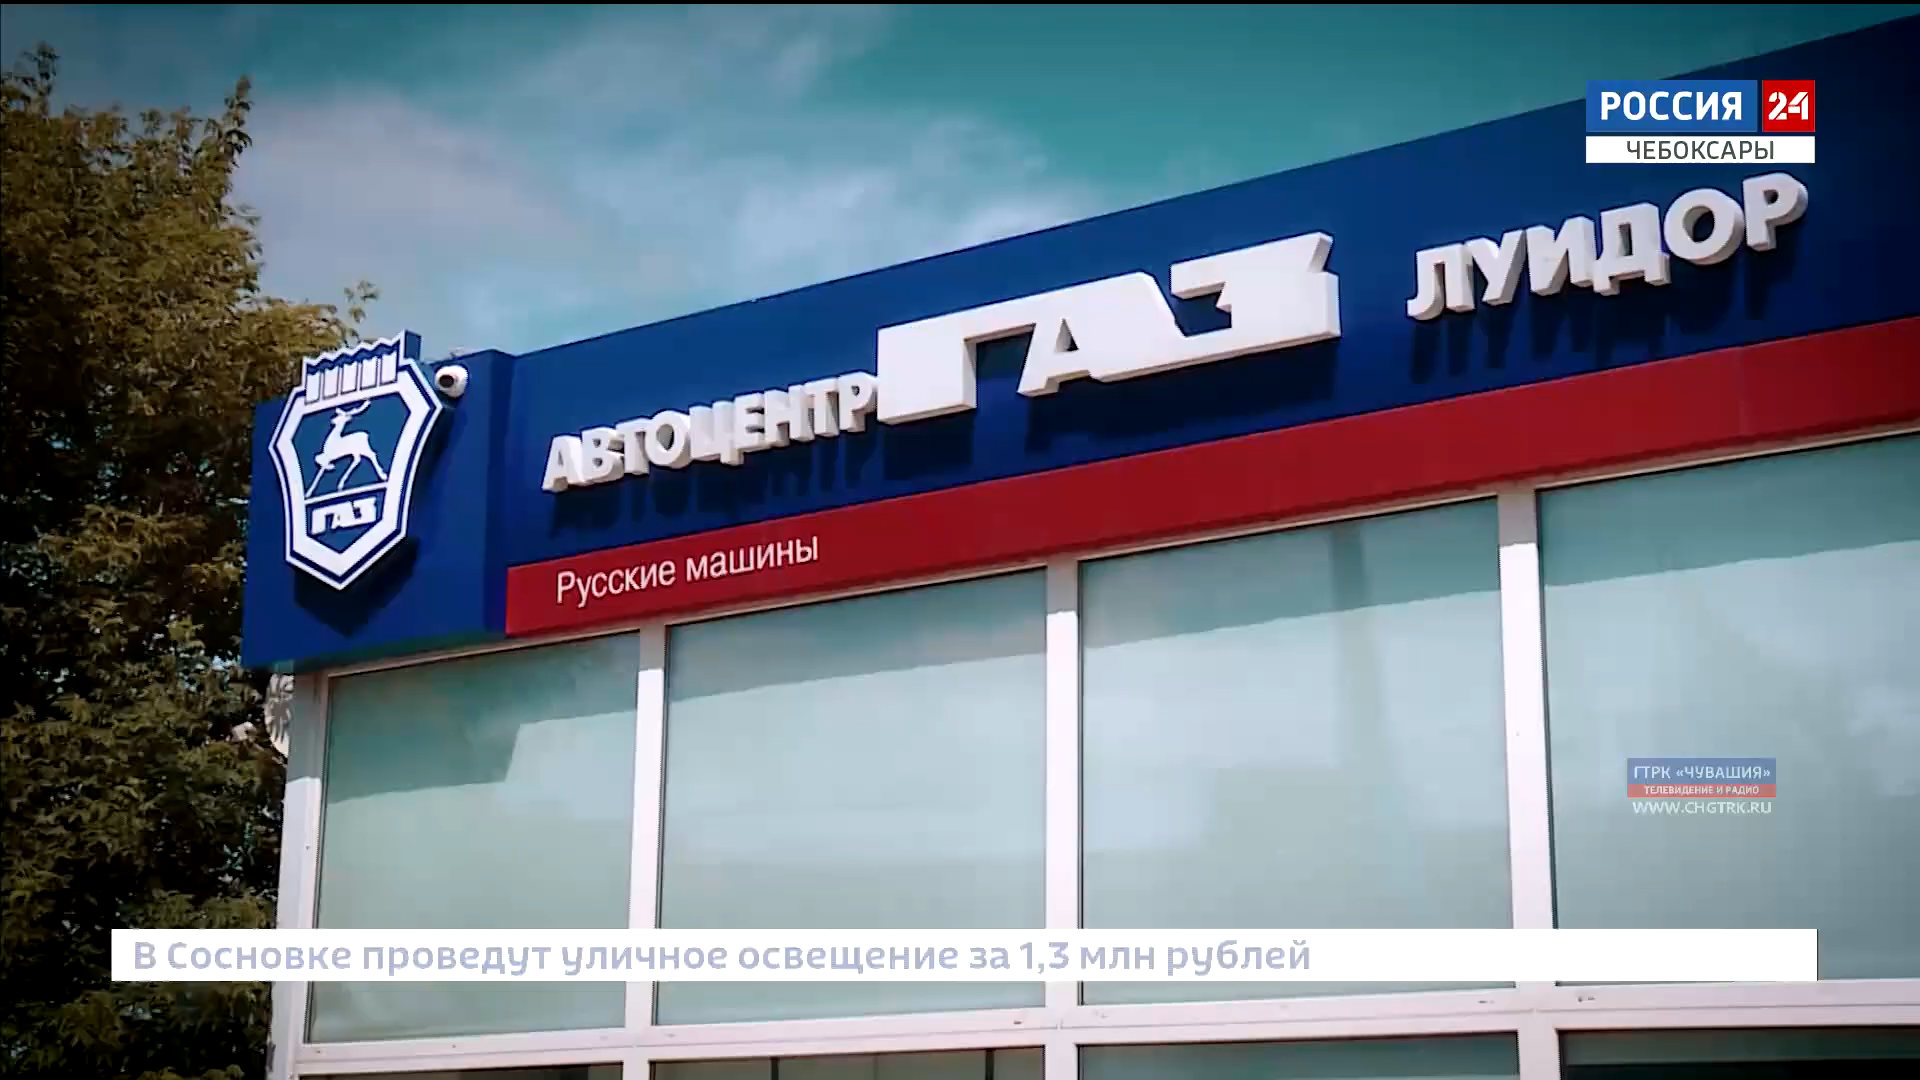 РОССИЯ 24
ЧЕБОКСАРЫ
АВТОЦЕНТР ГАЗ ЛУИДОР
ГАЗ
Русские машины
ГТРК «ЧУВАШИЯ»
ТЕЛЕВИДЕНИЕ И РАДИО
WWW.CHGTRK.RU
В Сосновке проведут уличное освещение за 1,3 млн рублей